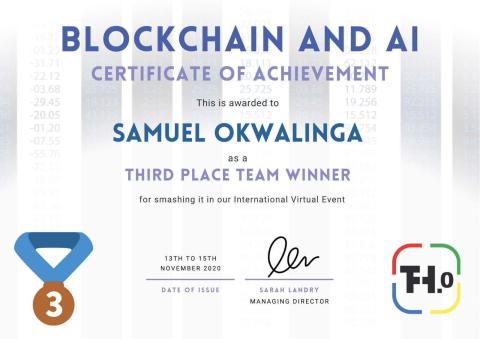 BLOCKCHAIN AND AI
CERTIFICATE OF ACHIEVEMENT
This is awarded to
SAMUEL OKWALINGA
as a
THIRD PLACE TEAM WINNER
for smashing it in our International Virtual Event
13TH TO 15TH
NOVEMBER 2020
DATE OF ISSUE
SARAH LANDRY
MANAGING DIRECTOR
3
TH.0